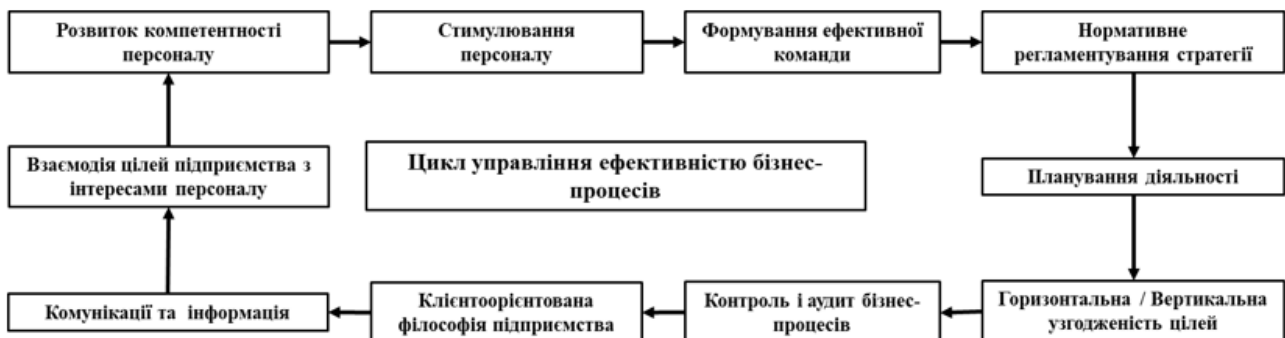 Розвиток компетентності
персоналу
Стимулювання
персоналу
Формування ефективної
команди
Нормативне
регламентування стратегії
Взаємодія цілей підприємства з
інтересами персоналу
Цикл управління ефективністю бізнес-
процесів
Планування діяльності
Комунікації та інформація
Клієнтоорієнтована
філософія підприємства
Контроль і аудит бізнес-
процесів
Горизонтальна / Вертикальна
узгодженість цілей